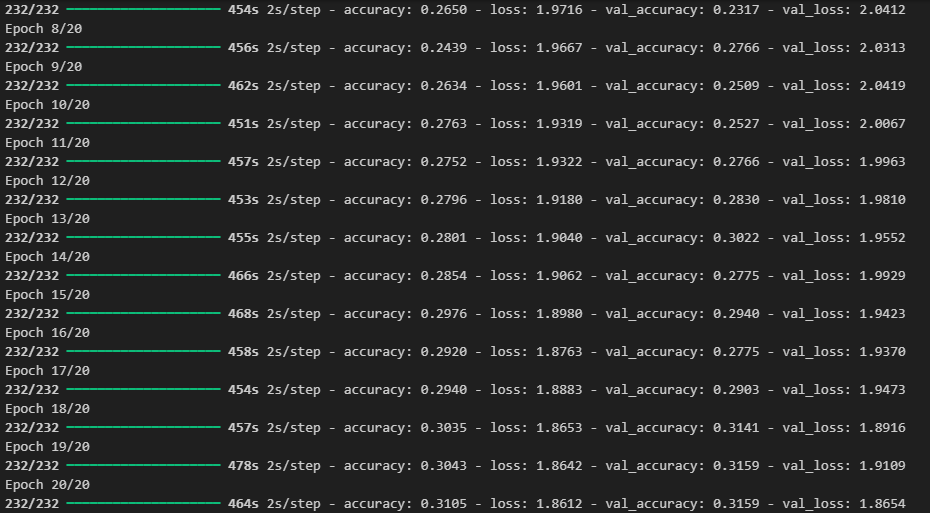 232/232 ━━━━━━━━━━━━━━━━━━━━ 454s 2s/step - accuracy: 0.2650 - loss: 1.9716 - val_accuracy: 0.2317 - val_loss: 2.0412
Epoch 8/20
232/232 ━━━━━━━━━━━━━━━━━━━━ 456s 2s/step - accuracy: 0.2439 - loss: 1.9667 - val_accuracy: 0.2766 - val_loss: 2.0313
Epoch 9/20
232/232 ━━━━━━━━━━━━━━━━━━━━ 462s 2s/step - accuracy: 0.2634 - loss: 1.9601 - val_accuracy: 0.2509 - val_loss: 2.0419
Epoch 10/20
232/232 ━━━━━━━━━━━━━━━━━━━━ 451s 2s/step - accuracy: 0.2763 - loss: 1.9319 - val_accuracy: 0.2527 - val_loss: 2.0067
Epoch 11/20
232/232 ━━━━━━━━━━━━━━━━━━━━ 457s 2s/step - accuracy: 0.2752 - loss: 1.9322 - val_accuracy: 0.2766 - val_loss: 1.9963
Epoch 12/20
232/232 ━━━━━━━━━━━━━━━━━━━━ 453s 2s/step - accuracy: 0.2796 - loss: 1.9180 - val_accuracy: 0.2830 - val_loss: 1.9810
Epoch 13/20
232/232 ━━━━━━━━━━━━━━━━━━━━ 455s 2s/step - accuracy: 0.2801 - loss: 1.9040 - val_accuracy: 0.3022 - val_loss: 1.9552
Epoch 14/20
232/232 ━━━━━━━━━━━━━━━━━━━━ 466s 2s/step - accuracy: 0.2854 - loss: 1.9062 - val_accuracy: 0.2775 - val_loss: 1.9929
Epoch 15/20
232/232 ━━━━━━━━━━━━━━━━━━━━ 468s 2s/step - accuracy: 0.2976 - loss: 1.8980 - val_accuracy: 0.2940 - val_loss: 1.9423
Epoch 16/20
232/232 ━━━━━━━━━━━━━━━━━━━━ 458s 2s/step - accuracy: 0.2920 - loss: 1.8763 - val_accuracy: 0.2775 - val_loss: 1.9370
Epoch 17/20
232/232 ━━━━━━━━━━━━━━━━━━━━ 454s 2s/step - accuracy: 0.2940 - loss: 1.8883 - val_accuracy: 0.2903 - val_loss: 1.9473
Epoch 18/20
232/232 ━━━━━━━━━━━━━━━━━━━━ 457s 2s/step - accuracy: 0.3035 - loss: 1.8653 - val_accuracy: 0.3141 - val_loss: 1.8916
Epoch 19/20
232/232 ━━━━━━━━━━━━━━━━━━━━ 478s 2s/step - accuracy: 0.3043 - loss: 1.8642 - val_accuracy: 0.3159 - val_loss: 1.9109
Epoch 20/20
232/232 ━━━━━━━━━━━━━━━━━━━━ 464s 2s/step - accuracy: 0.3105 - loss: 1.8612 - val_accuracy: 0.3159 - val_loss: 1.8654